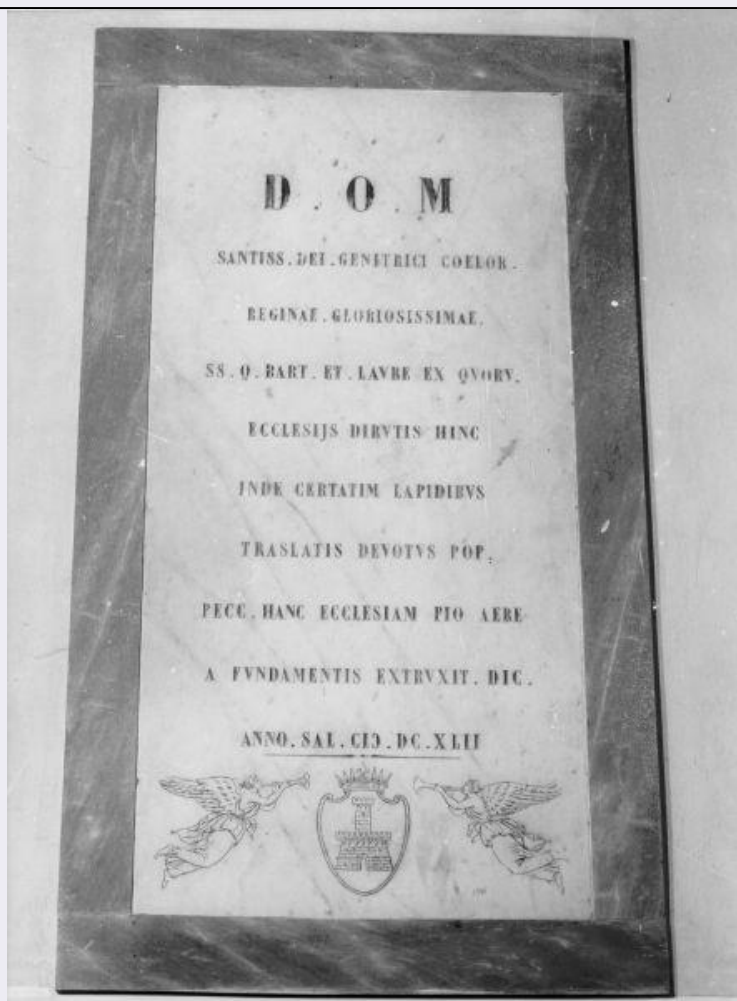 D . O . M
SANTISS . DEI . GENITRICI COELOR .
REGINAE . GLORIOSISSIMAE .
SS . Q . BART . ET . LAVRE EX QVORV .
ECCLESIJS DIRVTIS HINC
INDE CERTATIM LAPIDIBVS
TRASLATIS DEVOTVS POP :
PECC . HANC ECCLESIAM PIO AERE
A FVNDAMENTIS EXTRVXIT . DIC .
ANNO . SAL . CIƆ . DC . XLII